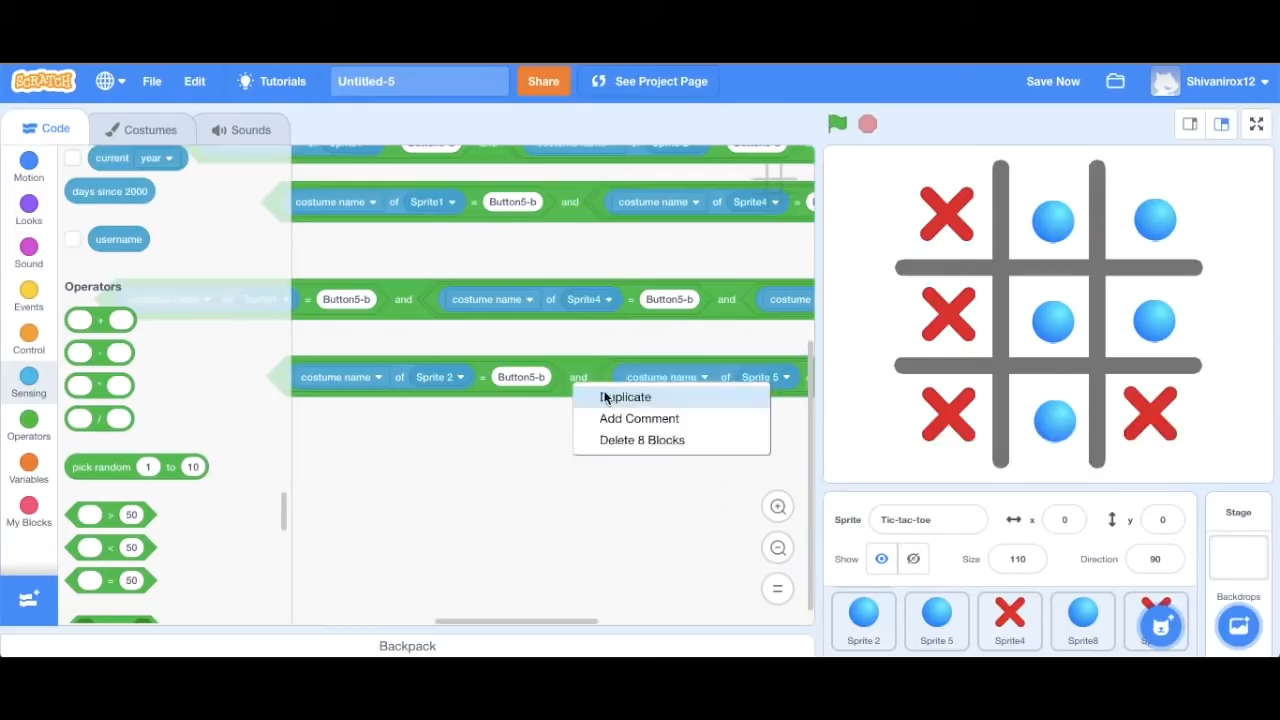 SCRATCH File Edit Tutorials Untitled-5 Share See Project Page Save Now Shivanirox12
Code Costumes Sounds
Motion
Looks
Sound
Events
Control
Sensing
Operators
Variables
My Blocks
current year
days since 2000
username
Operators
+
-
*
/
pick random 1 to 10
> 50
< 50
= 50
costume name of Sprite1 = Button5-b and costume name of Sprite4 =
= Button5-b and costume name of Sprite4 = Button5-b and costume
costume name of Sprite 2 = Button5-b and costume name of Sprite 5
Duplicate
Add Comment
Delete 8 Blocks
Backpack
Sprite Tic-tac-toe x 0 y 0
Show Size 110 Direction 90
Sprite 2 Sprite 5 Sprite4 Sprite8
Stage
Backdrops